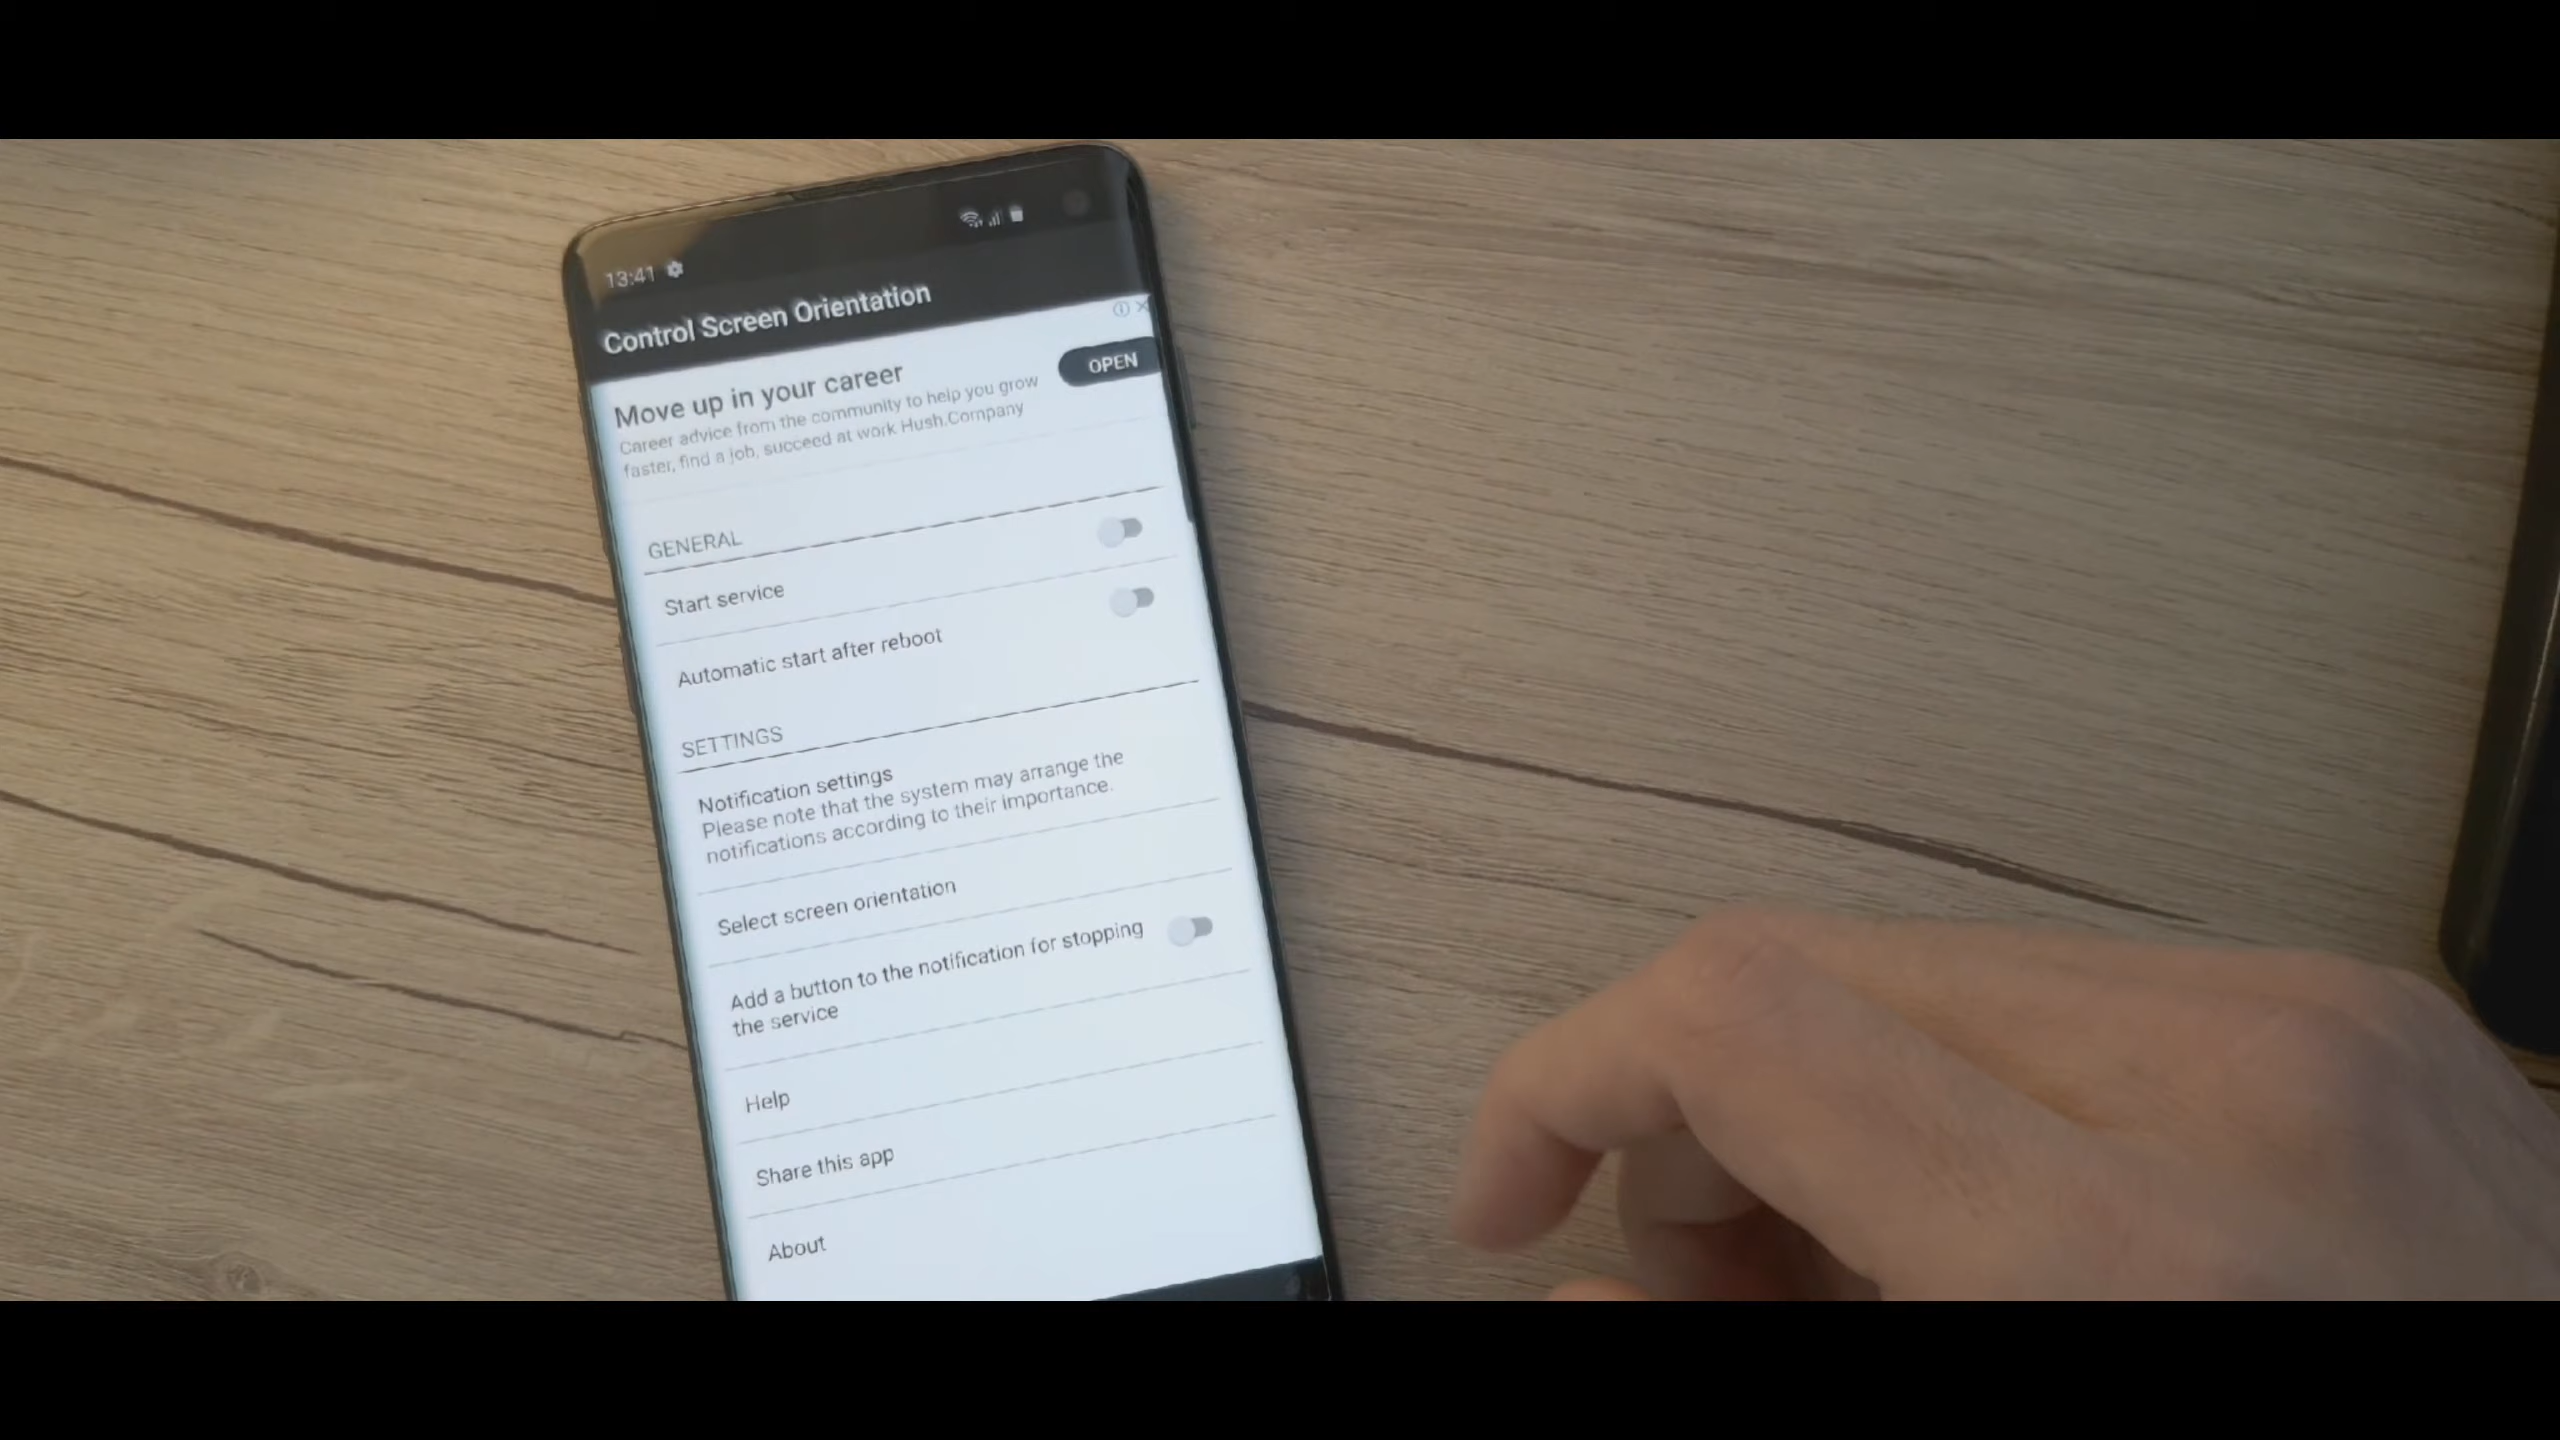 13:41
Control Screen Orientation
Move up in your career
Career advice from the community to help you grow
faster, find a job, succeed at work Hush.Company
OPEN
GENERAL
Start service
Automatic start after reboot
SETTINGS
Notification settings
Please note that the system may arrange the
notifications according to their importance.
Select screen orientation
Add a button to the notification for stopping
the service
Help
Share this app
About